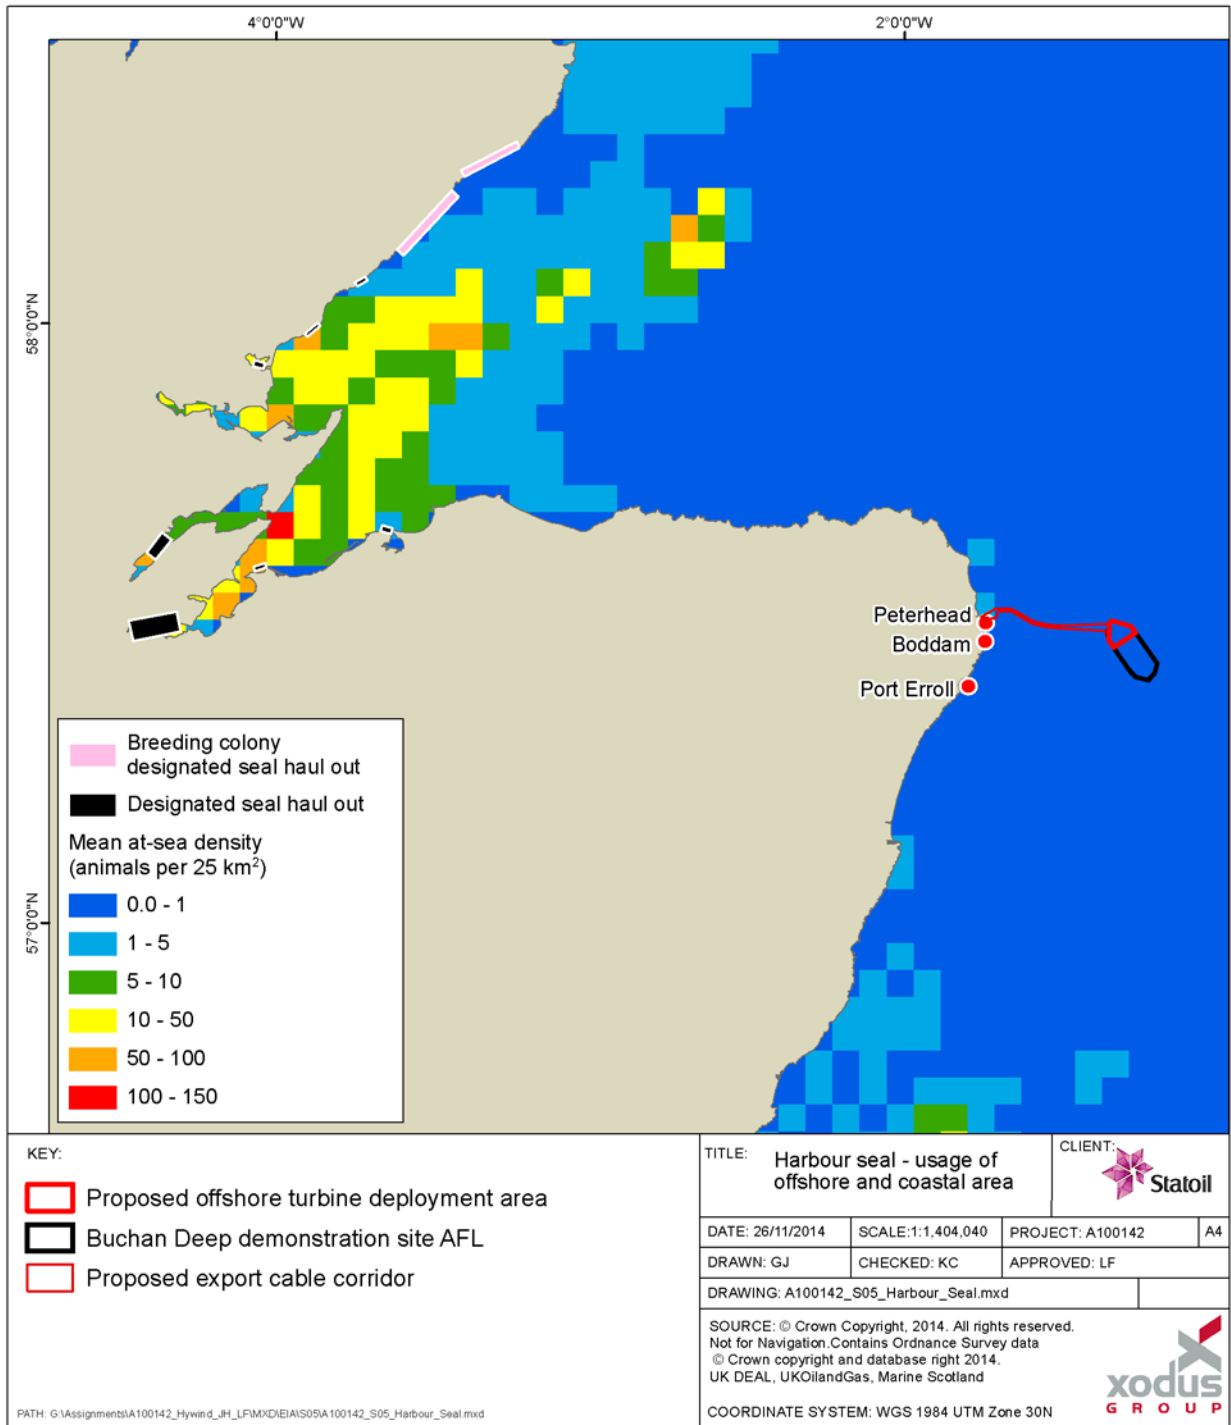 4°0'0"W
2°0'0"W
58°0'0"N
57°0'0"N
Peterhead
Boddam
Port Erroll
Breeding colony
designated seal haul out
Designated seal haul out
Mean at-sea density
(animals per 25 km²)
0.0 - 1
1 - 5
5 - 10
10 - 50
50 - 100
100 - 150
KEY:
Proposed offshore turbine deployment area
Buchan Deep demonstration site AFL
Proposed export cable corridor
PATH: G:\Assignments\A100142_Hywind_JH_LF\MXD\EIA\S05\A100142_S05_Harbour_Seal.mxd
TITLE:
Harbour seal - usage of
offshore and coastal area
CLIENT:
Statoil
DATE: 26/11/2014
SCALE:1:1,404,040
PROJECT: A100142
A4
DRAWN: GJ
CHECKED: KC
APPROVED: LF
DRAWING: A100142_S05_Harbour_Seal.mxd
SOURCE: © Crown Copyright, 2014. All rights reserved.
Not for Navigation.Contains Ordnance Survey data
© Crown copyright and database right 2014.
UK DEAL, UKOilandGas, Marine Scotland
COORDINATE SYSTEM: WGS 1984 UTM Zone 30N
xodus
GROUP